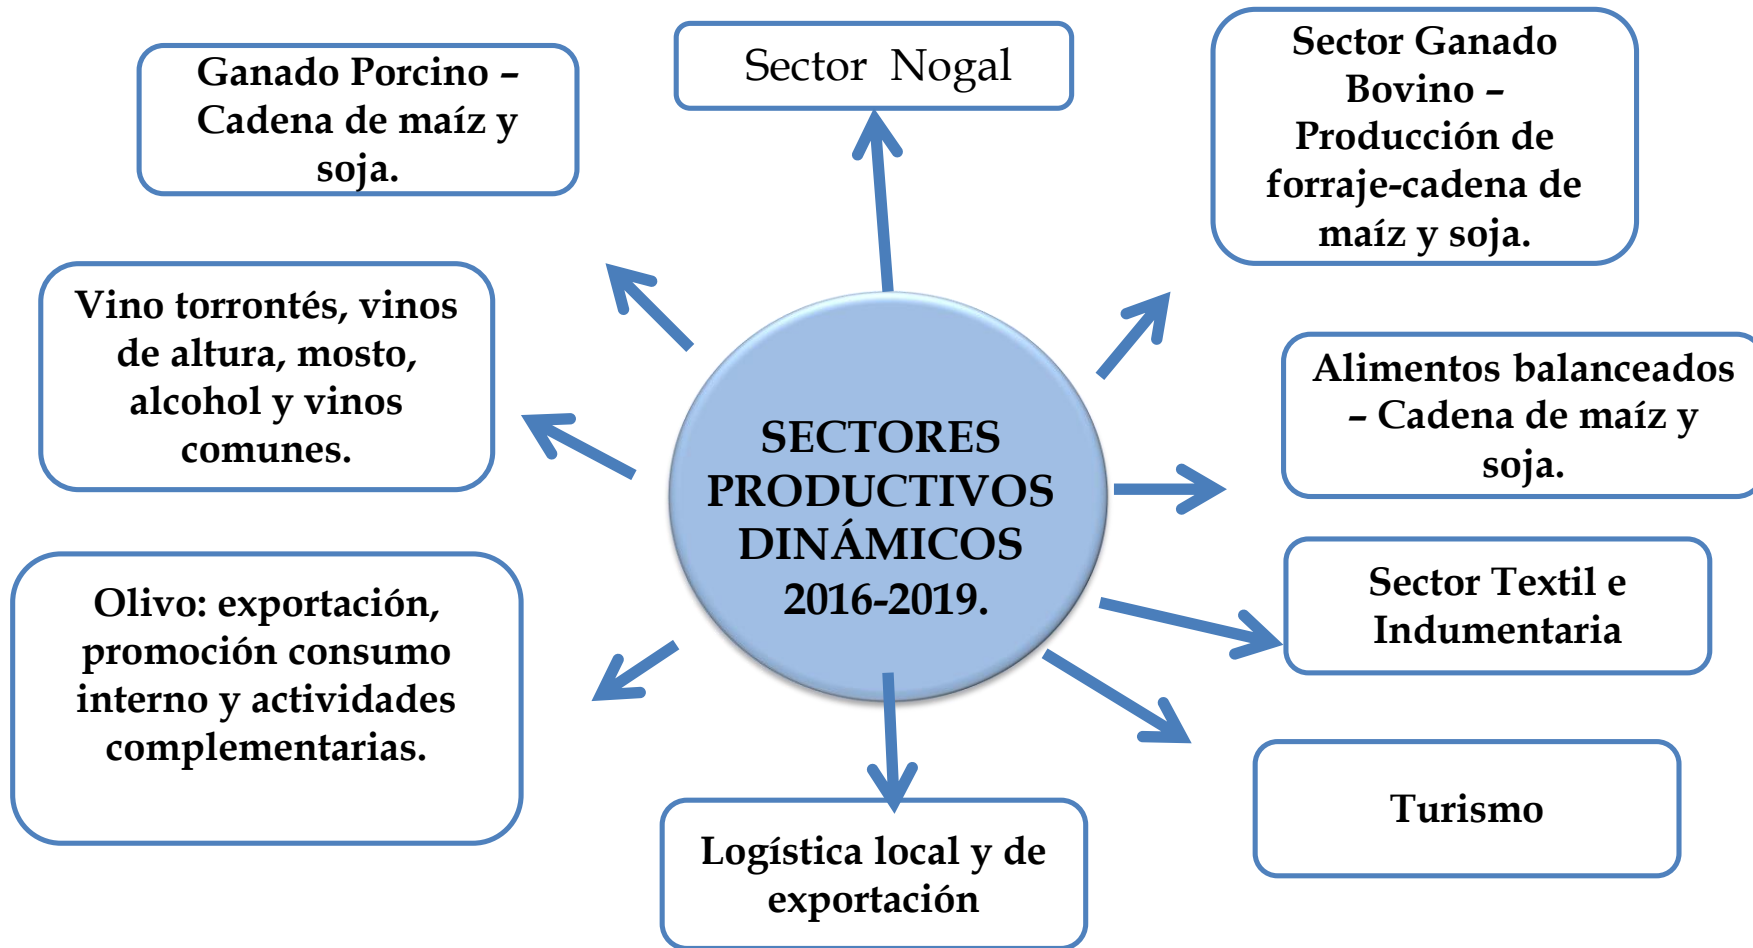 Sector Nogal
Ganado Porcino –
Cadena de maíz y
soja.
Sector Ganado
Bovino –
Producción de
forraje-cadena de
maíz y soja.
Vino torrontés, vinos
de altura, mosto,
alcohol y vinos
comunes.
SECTORES
PRODUCTIVOS
DINÁMICOS
2016-2019.
Alimentos balanceados
– Cadena de maíz y
soja.
Olivo: exportación,
promoción consumo
interno y actividades
complementarias.
Sector Textil e
Indumentaria
Turismo
Logística local y de
exportación